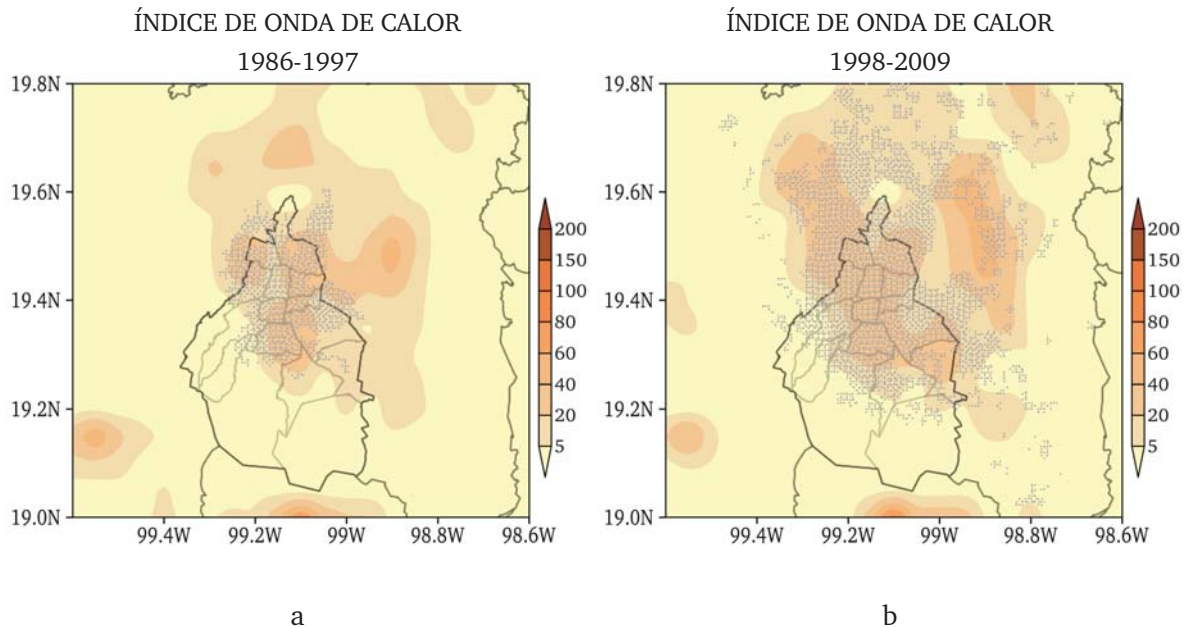 ÍNDICE DE ONDA DE CALOR
1986-1997
19.8N
19.6N
19.4N
19.2N
19.0N
99.4W
99.2W
99W
98.8W
98.6W
200
150
100
80
60
40
20
5
a
ÍNDICE DE ONDA DE CALOR
1998-2009
19.8N
19.6N
19.4N
19.2N
19.0N
99.4W
99.2W
99W
98.8W
98.6W
200
150
100
80
60
40
20
5
b